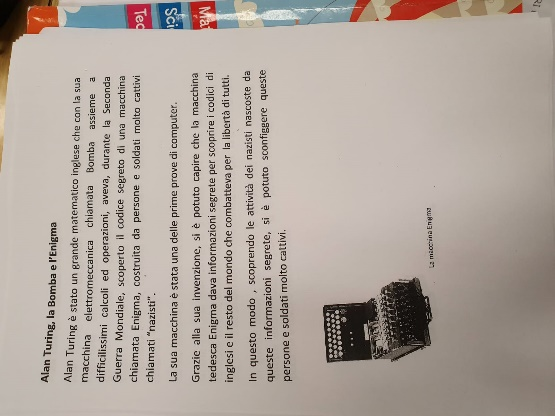 Alan Turing, la Bomba e l'Enigma
Alan Turing è stato un grande matematico inglese che con la sua
macchina elettromeccanica chiamata Bomba assieme a
difficilissimi calcoli ed operazioni, aveva, durante la Seconda
Guerra Mondiale, scoperto il codice segreto di una macchina
chiamata Enigma, costruita da persone e soldati molto cattivi
chiamati "nazisti".
La sua macchina è stata una delle prime prove di computer.
Grazie alla sua invenzione, si è potuto capire che la macchina
tedesca Enigma dava informazioni segrete per scoprire i codici di
inglesi e il resto del mondo che combatteva per la libertà di tutti.
In questo modo , scoprendo le attività dei nazisti nascoste da
queste informazioni segrete, si è potuto sconfiggere queste
persone e soldati molto cattivi.
La macchina Enigma